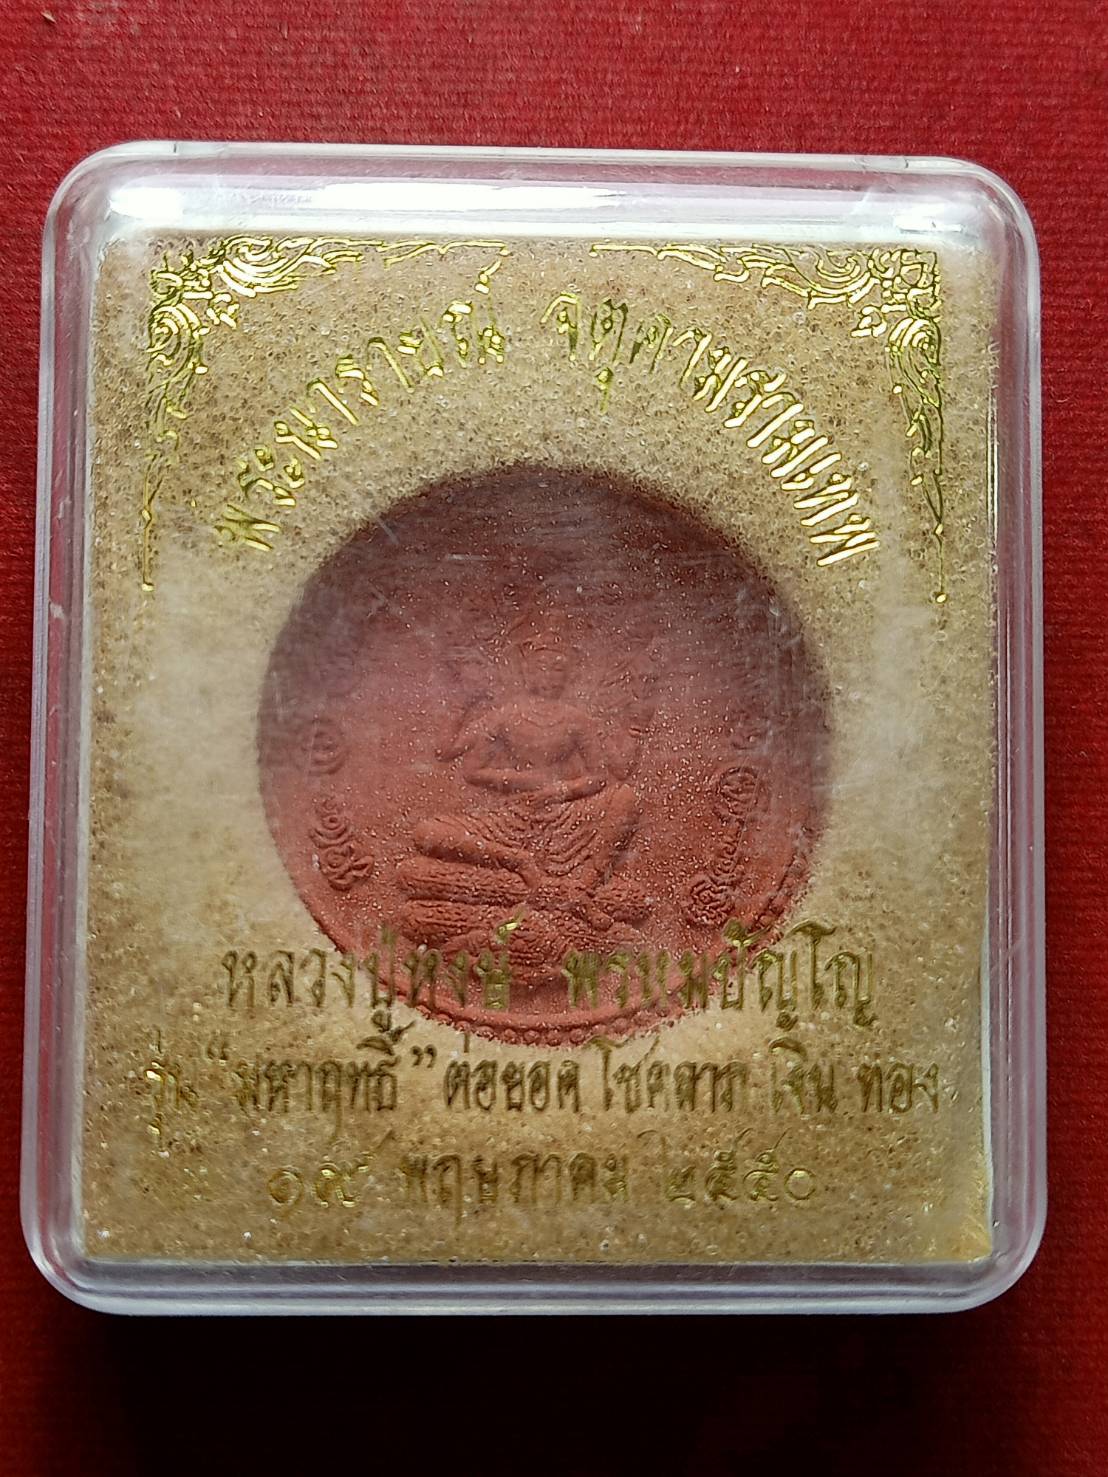 พระนารายณ์ จตุคามรามเทพ
หลวงปู่หงษ์ พรหมปัญโญ
รุ่น "มหาฤทธิ์" ต่อยอด โชคลาภ เงิน ทอง
๑๙ พฤษภาคม ๒๕๕๐